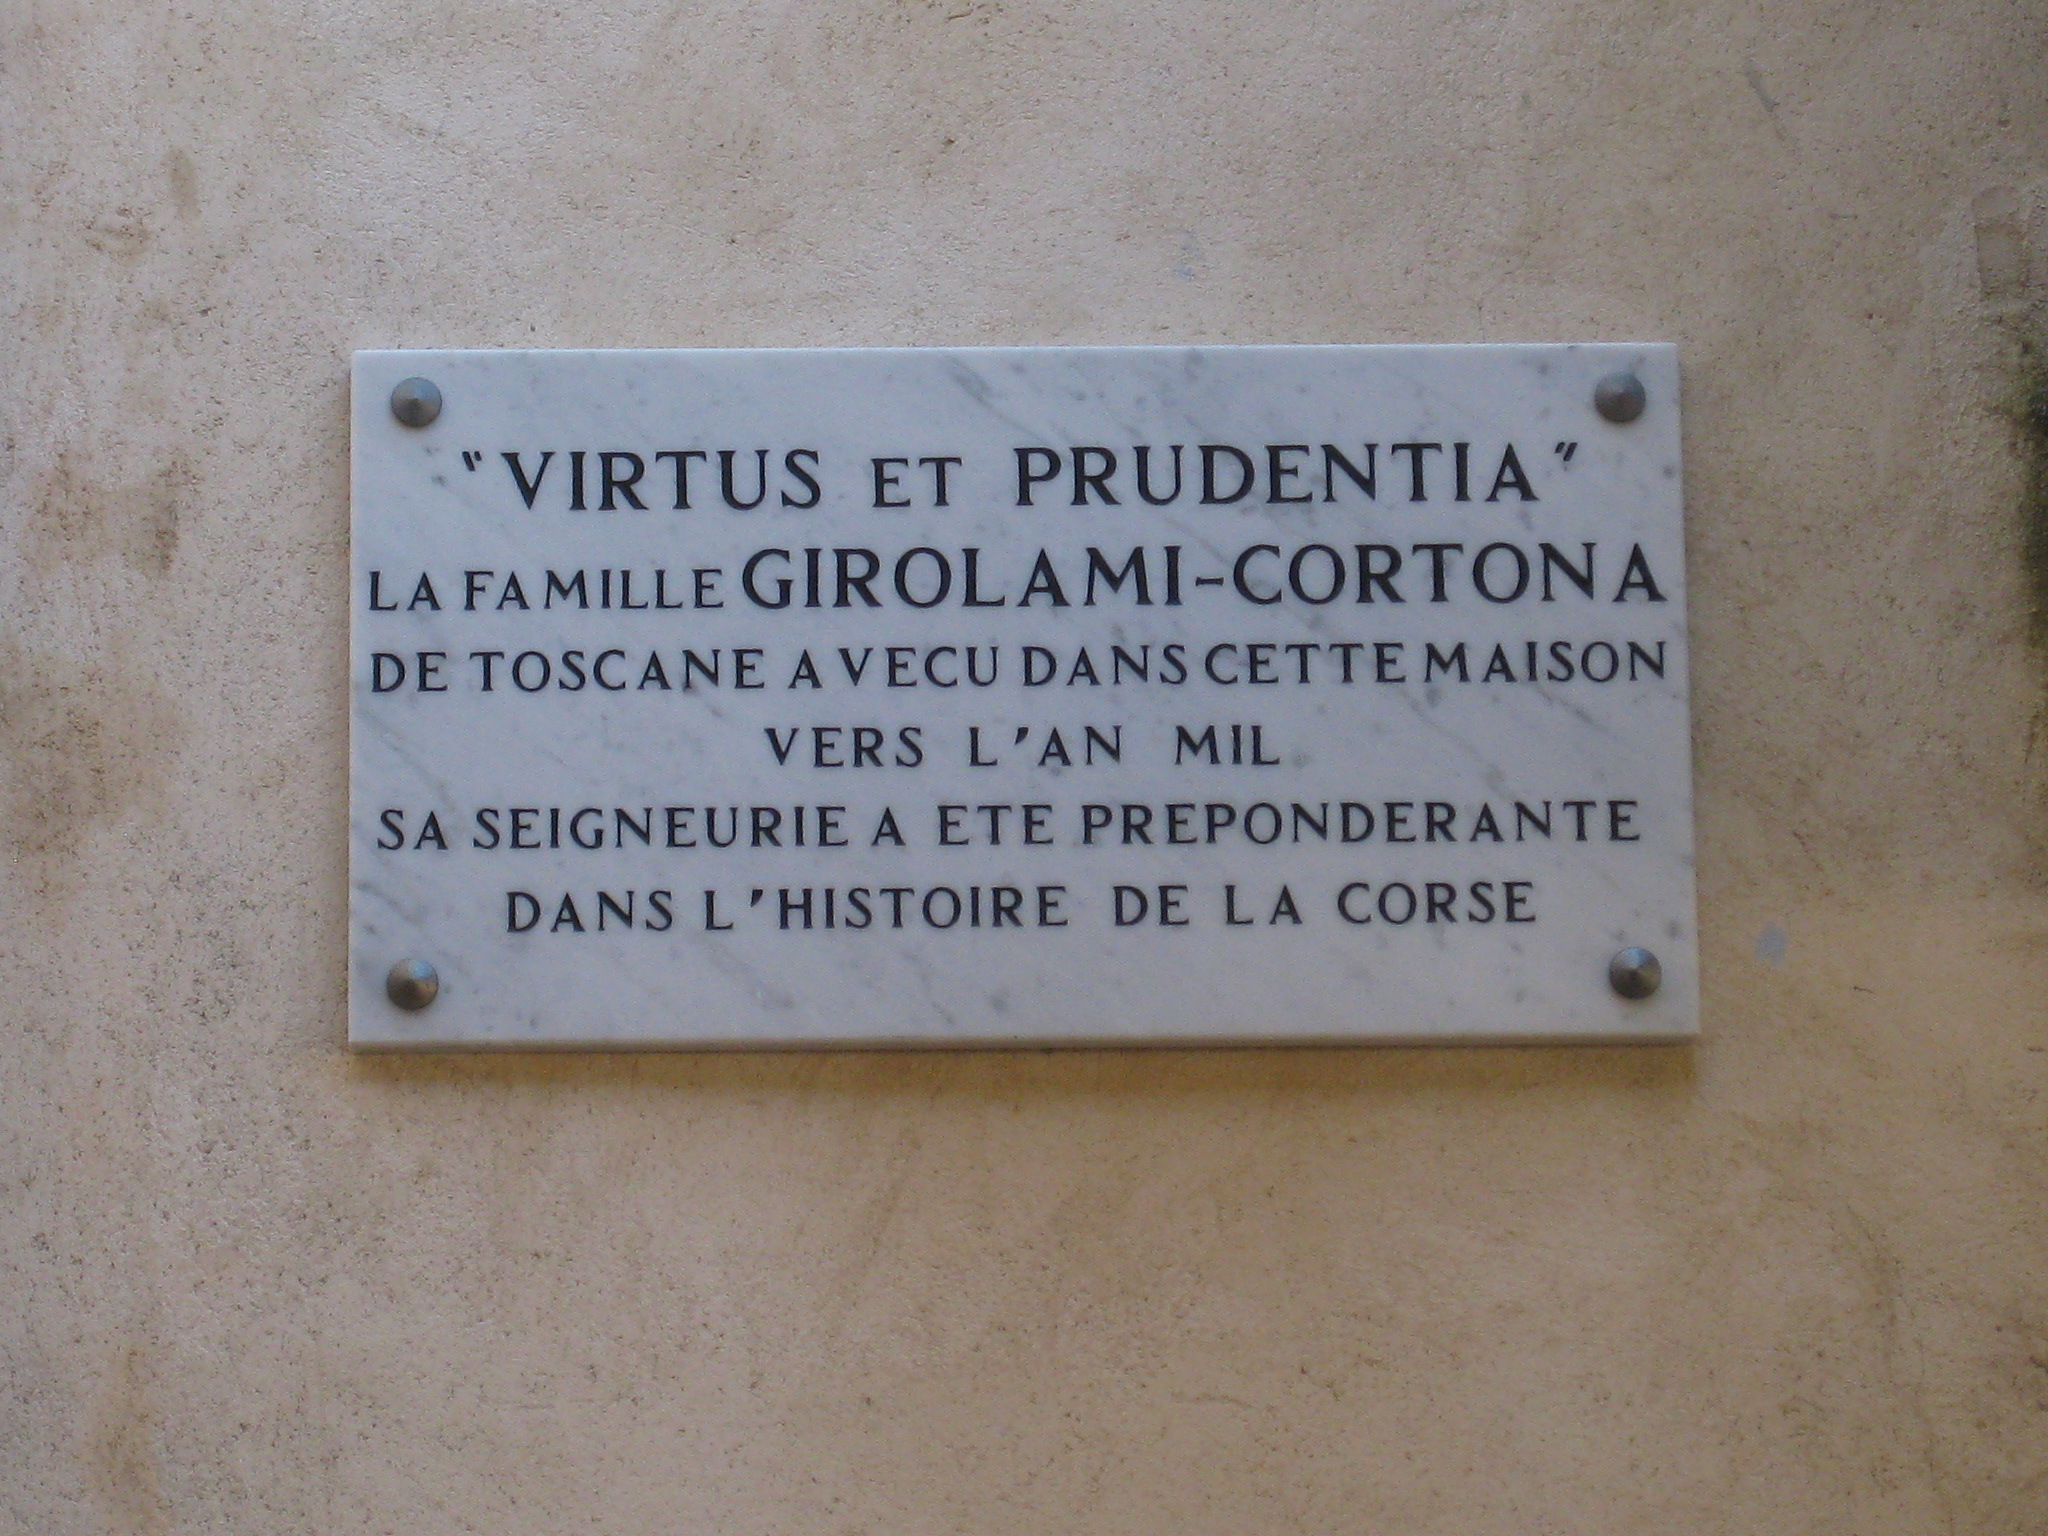 "VIRTUS ET PRUDENTIA"
LA FAMILLE GIROLAMI-CORTONA
DE TOSCANE A VECU DANS CETTE MAISON
VERS L'AN MIL
SA SEIGNEURIE A ETE PREPONDERANTE
DANS L'HISTOIRE DE LA CORSE